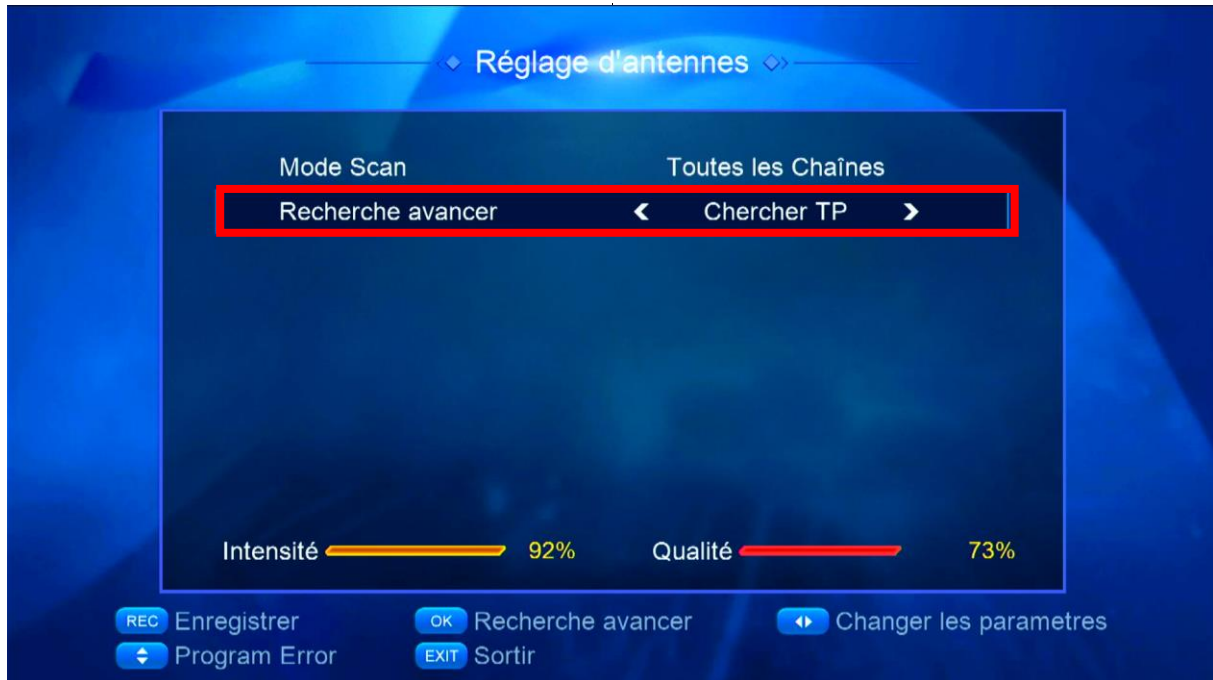 Réglage d'antennes
Mode Scan Toutes les Chaînes
Recherche avancer Chercher TP
Intensité 92% Qualité 73%
REC Enregistrer OK Recherche avancer Changer les parametres
Program Error EXIT Sortir